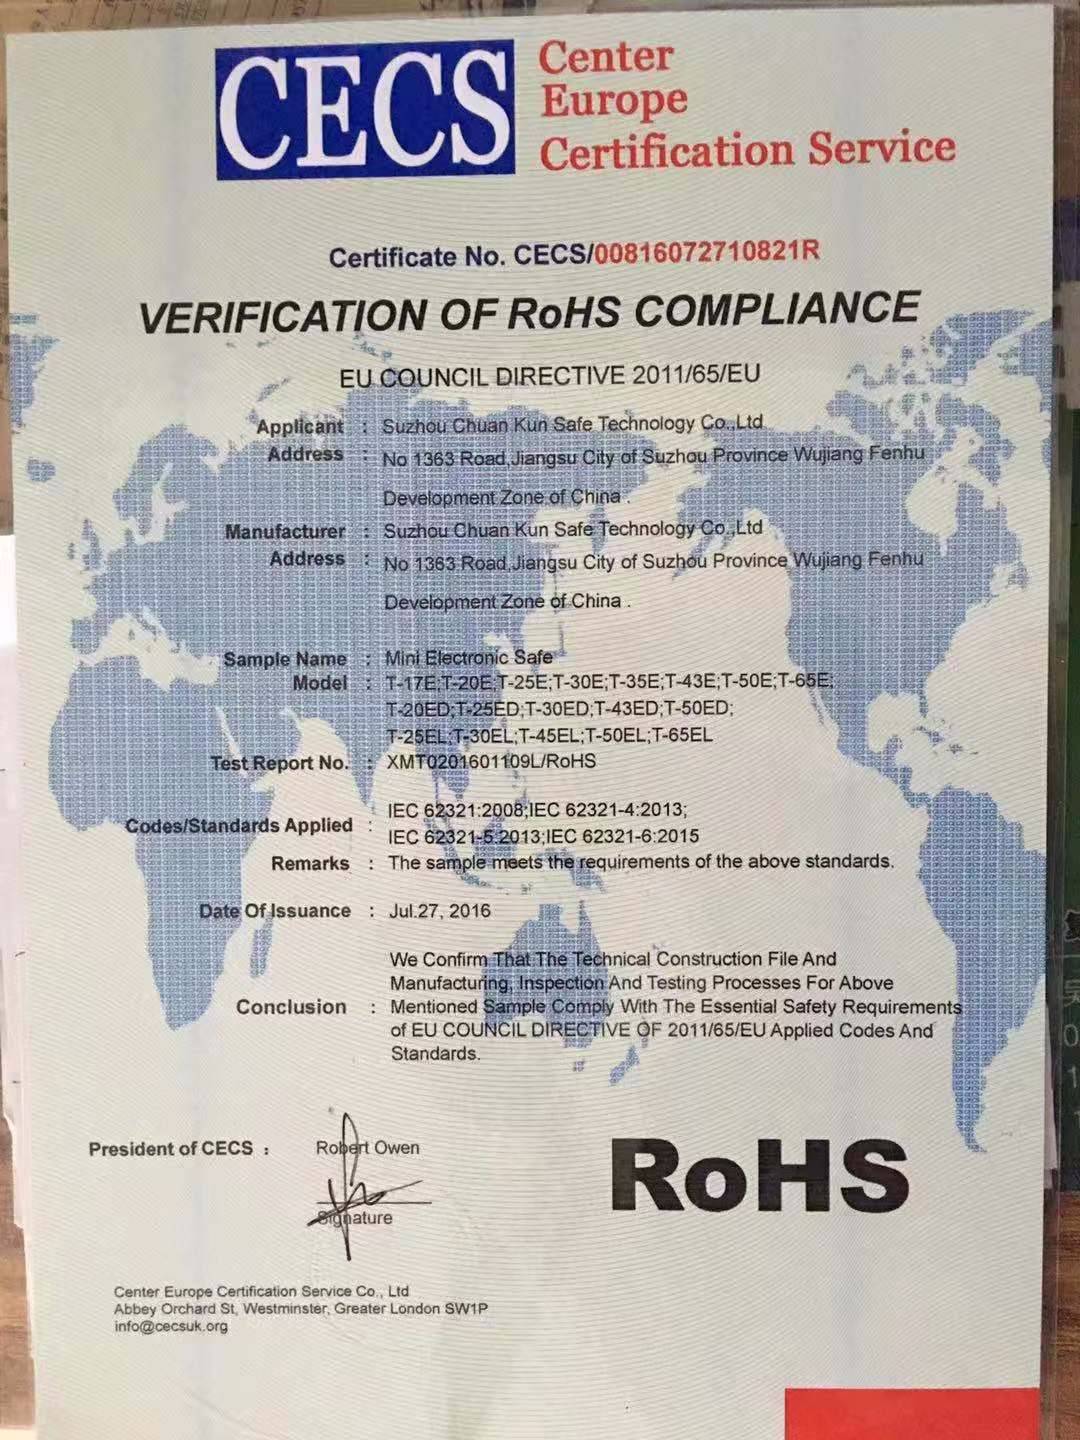 CECS
Center
Europe
Certification Service
Certificate No. CECS/00816072710821R
VERIFICATION OF RoHS COMPLIANCE
EU COUNCIL DIRECTIVE 2011/65/EU
Applicant : Suzhou Chuan Kun Safe Technology Co.,Ltd
Address : No 1363 Road,Jiangsu City of Suzhou Province Wujiang Fenhu
Development Zone of China .
Manufacturer : Suzhou Chuan Kun Safe Technology Co.,Ltd
Address : No 1363 Road,Jiangsu City of Suzhou Province Wujiang Fenhu
Development Zone of China .
Sample Name : Mini Electronic Safe
Model : T-17E;T-20E;T-25E;T-30E;T-35E;T-43E;T-50E;T-65E;
T-20ED;T-25ED;T-30ED;T-43ED;T-50ED;
T-25EL;T-30EL;T-45EL;T-50EL;T-65EL
Test Report No. : XMT0201601109L/RoHS
Codes/Standards Applied : IEC 62321:2008;IEC 62321-4:2013;
IEC 62321-5:2013;IEC 62321-6:2015
Remarks : The sample meets the requirements of the above standards.
Date Of Issuance : Jul.27, 2016
Conclusion : We Confirm That The Technical Construction File And
Manufacturing, Inspection And Testing Processes For Above
Mentioned Sample Comply With The Essential Safety Requirements
of EU COUNCIL DIRECTIVE OF 2011/65/EU Applied Codes And
Standards.
President of CECS : Robert Owen
Signature
RoHS
Center Europe Certification Service Co., Ltd
Abbey Orchard St, Westminster, Greater London SW1P
info@cecsuk.org